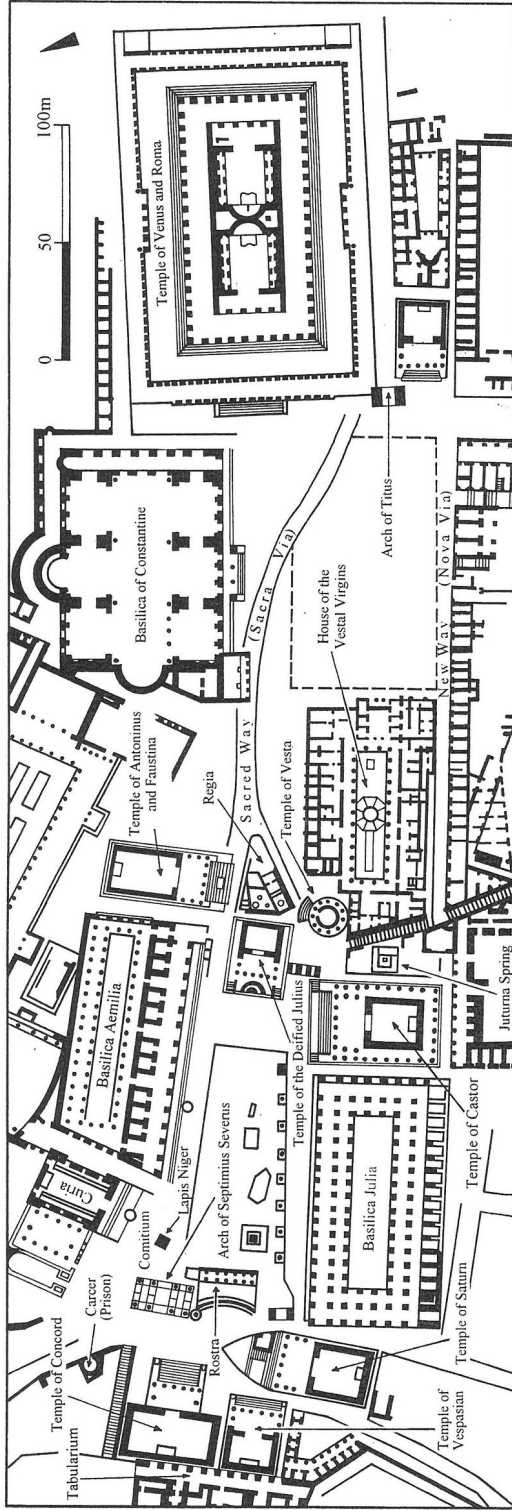 Tabularium
Temple of Concord
Carcer
(Prison)
Curia
Comitium
Lapis Niger
Arch of Septimius Severus
Rostra
Temple of
Vespasian
Temple of Saturn
Basilica Aemilia
Basilica Julia
Temple of Castor
Temple of the Deified Julius
Juturna Spring
Temple of Antoninus
and Faustina
Regia
Sacred Way
(Sacra Via)
Temple of Vesta
House of the
Vestal Virgins
New Way
(Nova Via)
Basilica of Constantine
Arch of Titus
Temple of Venus and Roma
0 50 100m